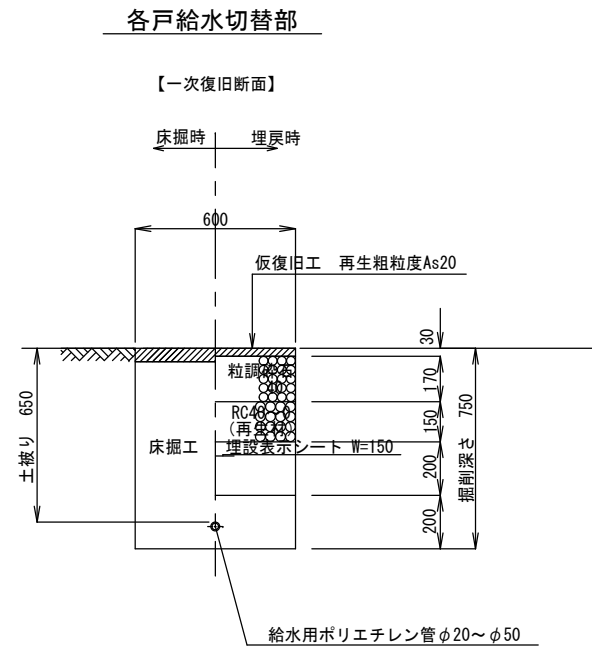 各戸給水切替部
【一次復旧断面】
床掘時
埋戻時
600
仮復旧工 再生粗粒度As20
30
170
150
200
200
掘削深さ 750
土被り 650
粒調
RC40
(再生
床掘工
埋設表示シート W=150
給水用ポリエチレン管φ20～φ50